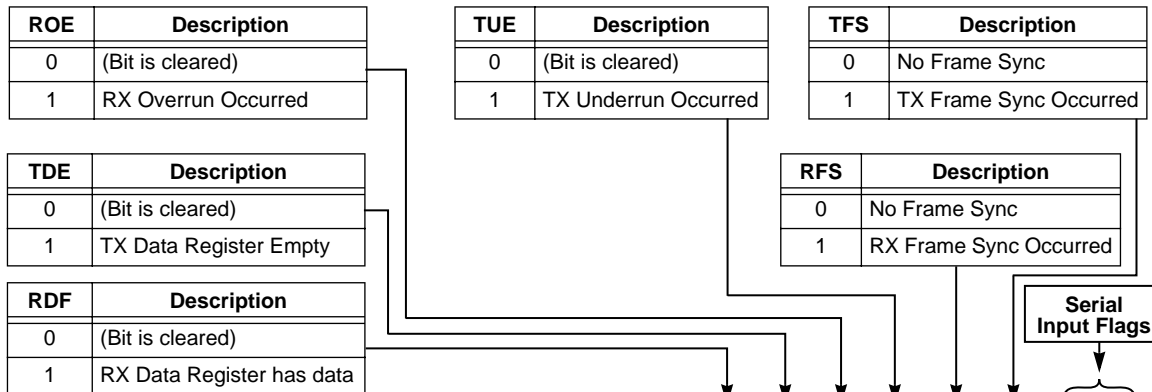 ROE Description
0 (Bit is cleared)
1 RX Overrun Occurred
TUE Description
0 (Bit is cleared)
1 TX Underrun Occurred
TFS Description
0 No Frame Sync
1 TX Frame Sync Occurred
TDE Description
0 (Bit is cleared)
1 TX Data Register Empty
RFS Description
0 No Frame Sync
1 RX Frame Sync Occurred
RDF Description
0 (Bit is cleared)
1 RX Data Register has data
Serial
Input Flags